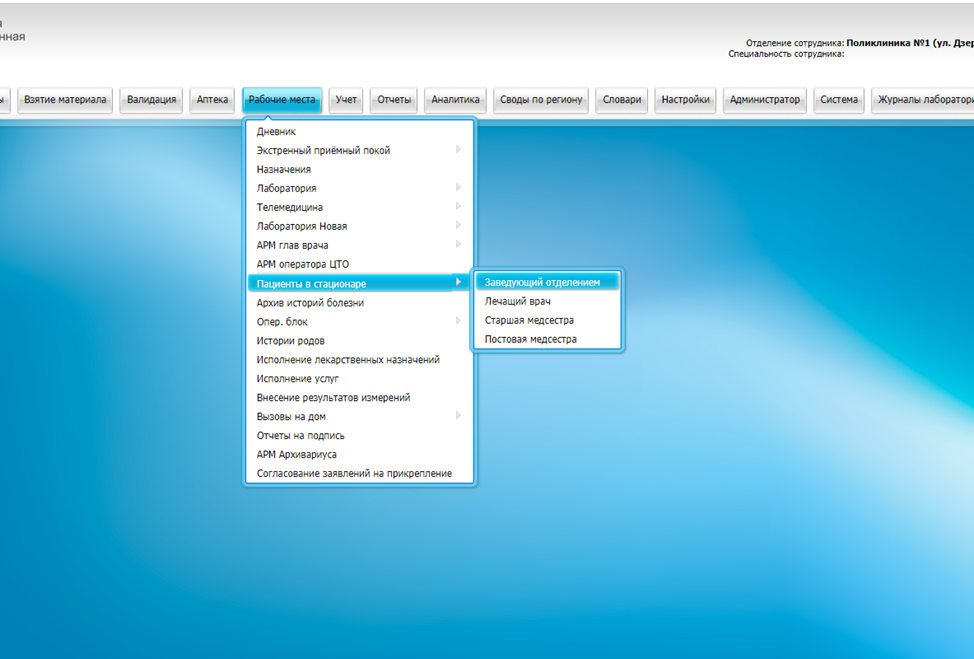 нная
Отделение сотрудника: Поликлиника №1 (ул. Дзер
Специальность сотрудника:
ы Взятие материала Валидация Аптека Рабочие места Учет Отчеты Аналитика Своды по региону Словари Настройки Администратор Система Журналы лаборатори
Дневник
Экстренный приёмный покой
Назначения
Лаборатория
Телемедицина
Лаборатория Новая
АРМ глав врача
АРМ оператора ЦТО
Пациенты в стационаре
Заведующий отделением
Лечащий врач
Старшая медсестра
Постовая медсестра
Архив историй болезни
Опер. блок
Истории родов
Исполнение лекарственных назначений
Исполнение услуг
Внесение результатов измерений
Вызовы на дом
Отчеты на подпись
АРМ Архивариуса
Согласование заявлений на прикрепление